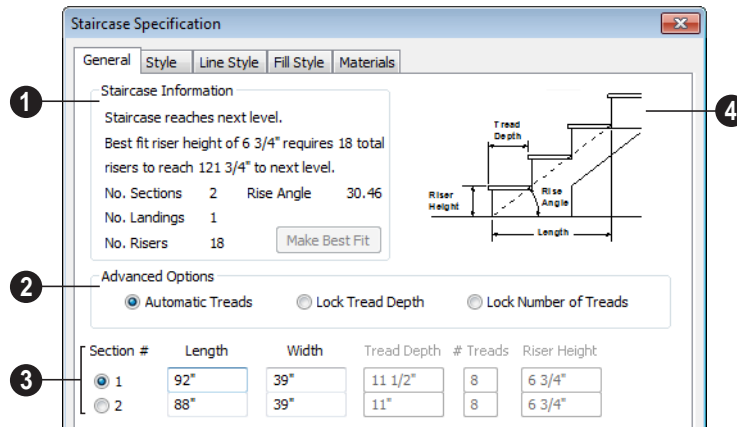 Staircase Specification
General Style Line Style Fill Style Materials
1
Staircase Information
Staircase reaches next level.
Best fit riser height of 6 3/4" requires 18 total
risers to reach 121 3/4" to next level.
No. Sections 2 Rise Angle 30.46
No. Landings 1
No. Risers 18 Make Best Fit
Tread
Depth
Riser
Height
Rise
Angle
Length
4
2
Advanced Options
Automatic Treads Lock Tread Depth Lock Number of Treads
3
Section # Length Width Tread Depth # Treads Riser Height
1 92" 39" 11 1/2" 8 6 3/4"
2 88" 39" 11" 8 6 3/4"